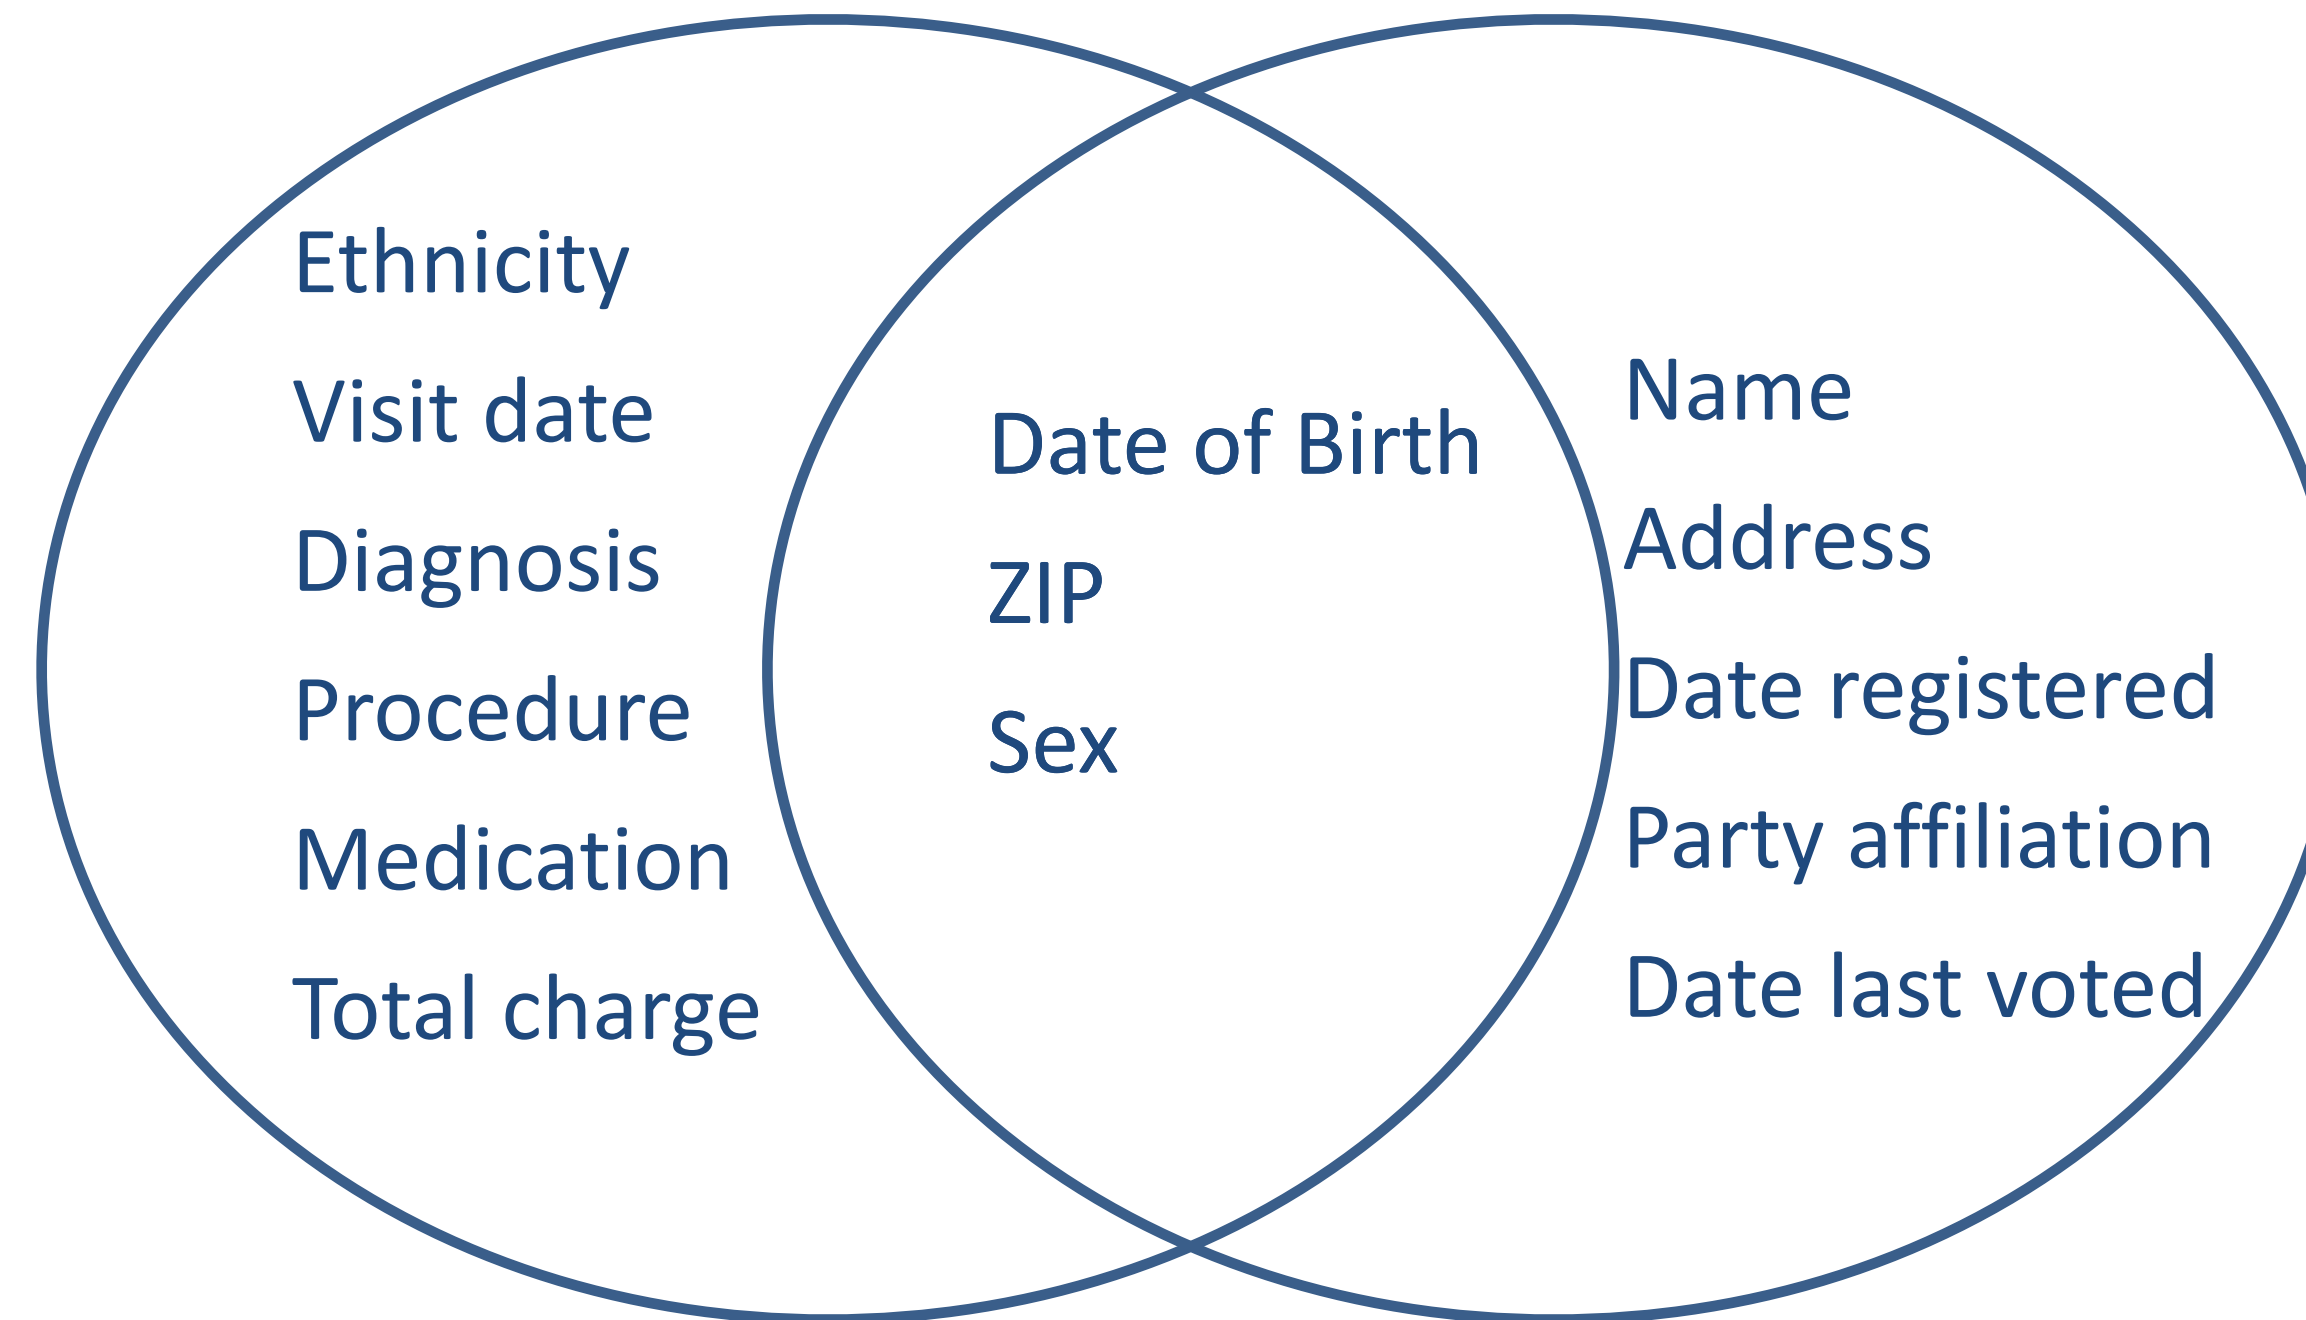 Ethnicity
Visit date
Diagnosis
Procedure
Medication
Total charge
Date of Birth
ZIP
Sex
Name
Address
Date registered
Party affiliation
Date last voted